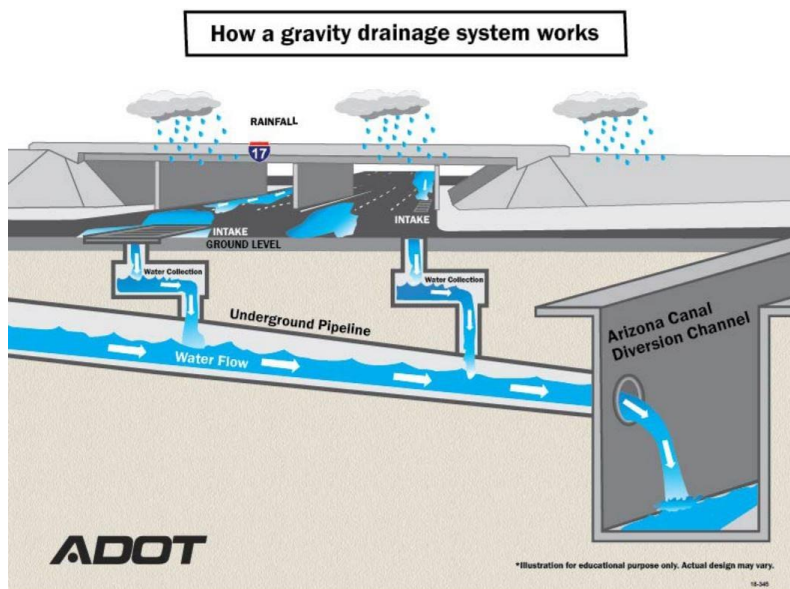 How a gravity drainage system works
RAINFALL
17
INTAKE
INTAKE
GROUND LEVEL
Water Collection
Water Collection
Underground Pipeline
Water Flow
Arizona Canal
Diversion Channel
ADOT
*Illustration for educational purpose only. Actual design may vary.
18-345